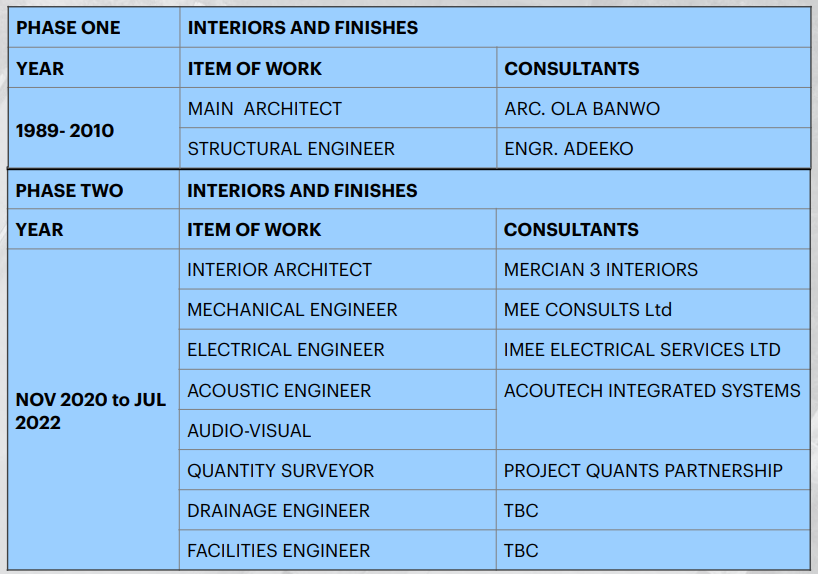 PHASE ONE INTERIORS AND FINISHES
YEAR ITEM OF WORK CONSULTANTS
1989- 2010
MAIN ARCHITECT ARC. OLA BANWO
STRUCTURAL ENGINEER ENGR. ADEEKO
PHASE TWO INTERIORS AND FINISHES
YEAR ITEM OF WORK CONSULTANTS
NOV 2020 to JUL
2022
INTERIOR ARCHITECT MERCIAN 3 INTERIORS
MECHANICAL ENGINEER MEE CONSULTS Ltd
ELECTRICAL ENGINEER IMEE ELECTRICAL SERVICES LTD
ACOUSTIC ENGINEER ACOUTECH INTEGRATED SYSTEMS
AUDIO-VISUAL
QUANTITY SURVEYOR PROJECT QUANTS PARTNERSHIP
DRAINAGE ENGINEER TBC
FACILITIES ENGINEER TBC